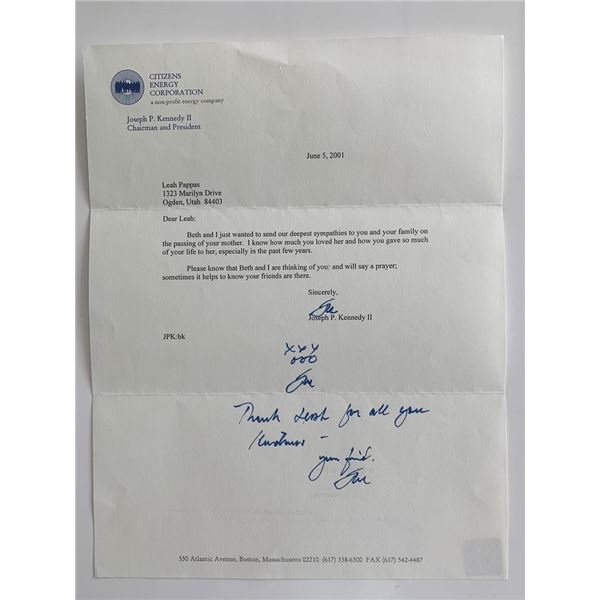 CITIZENS
ENERGY
CORPORATION
a non-profit energy company
Joseph P. Kennedy II
Chairman and President
June 5, 2001
Leah Pappas
1323 Marilyn Drive
Ogden, Utah 84403
Dear Leah:
Beth and I just wanted to send our deepest sympathies to you and your family on
the passing of your mother. I know how much you loved her and how you gave so much
of your life to her, especially in the past few years.
Please know that Beth and I are thinking of you and will say a prayer;
sometimes it helps to know your friends are there.
Sincerely,
Joe
Joseph P. Kennedy II
JPK:bk
xxx
ooo
Joe
Thank Leah for all your
kindness -
your friend.
Joe
530 Atlantic Avenue, Boston, Massachusetts 02210 (617) 338-6300 FAX (617) 542-4487